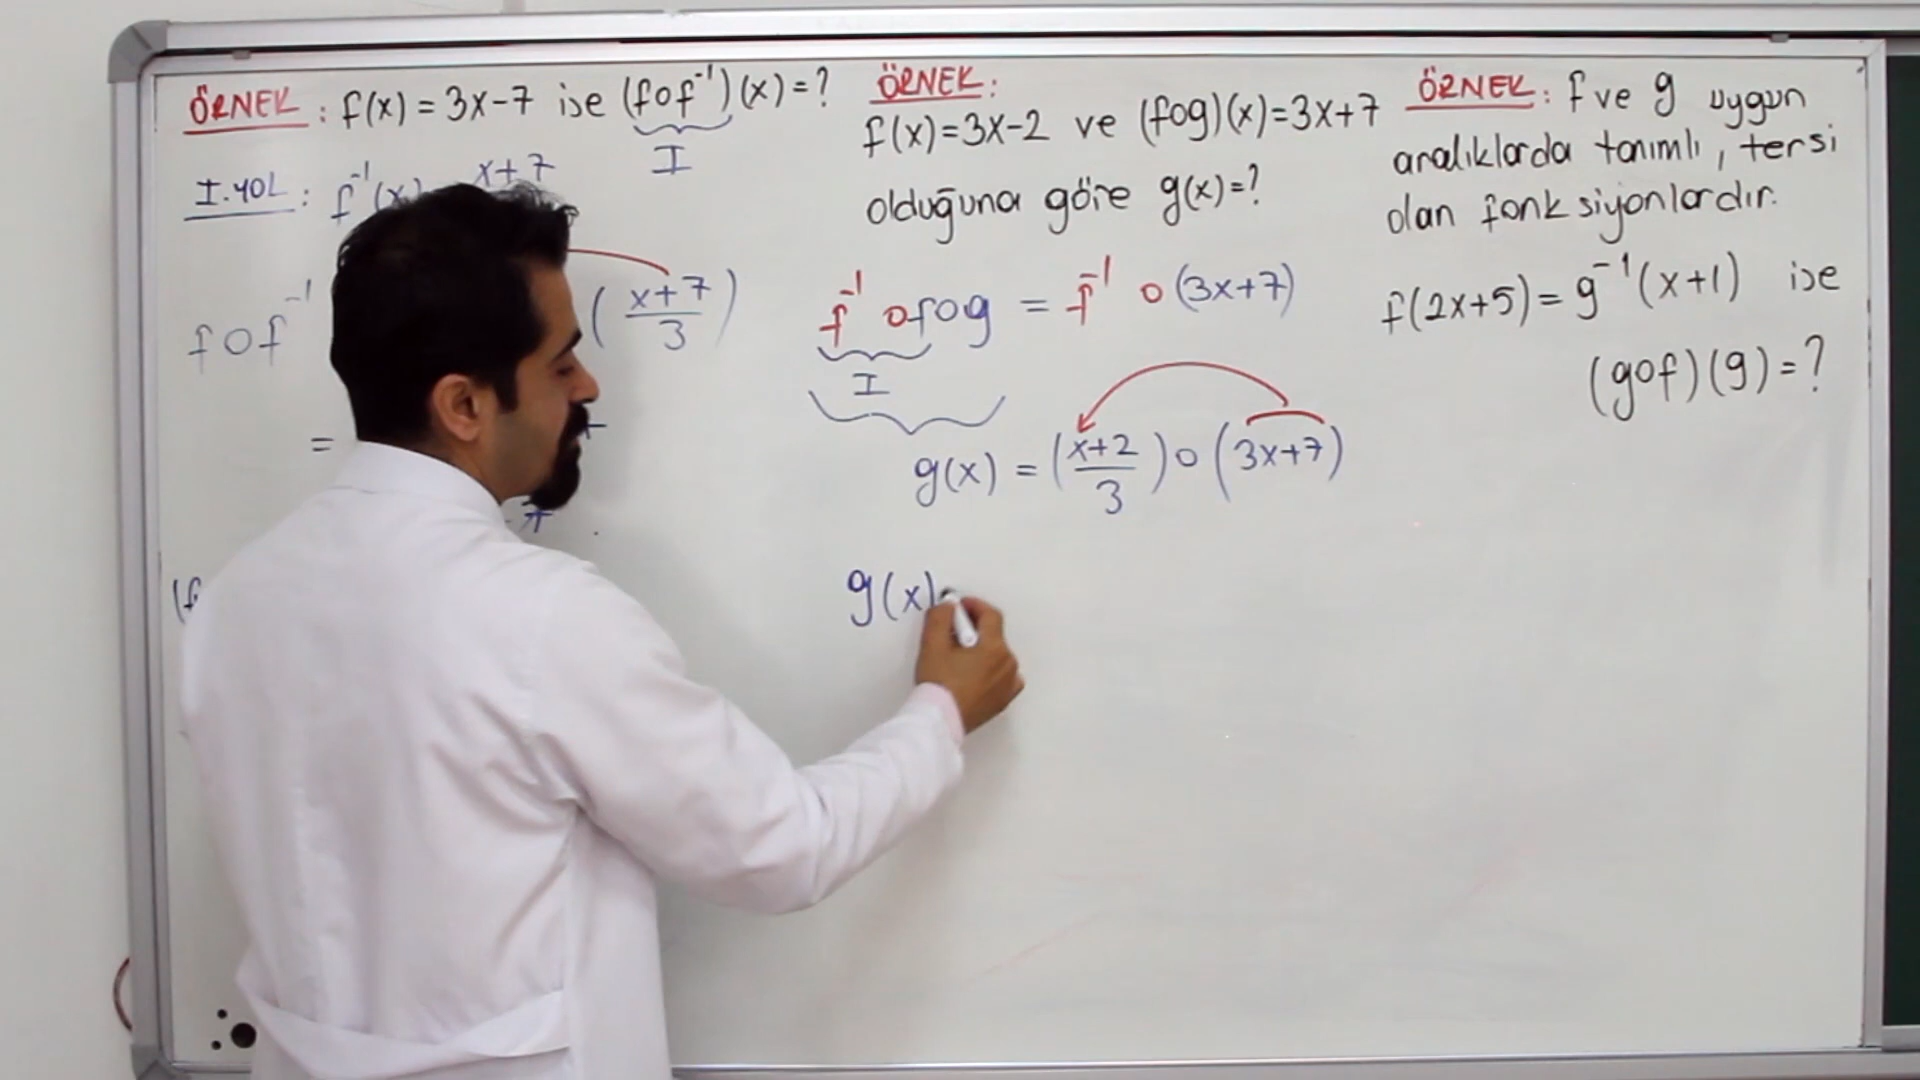 ÖRNEK: f(x) = 3x-7 ise (fof⁻¹)(x) = ?
I
I.YOL: f⁻¹(x) x+7
fof⁻¹ (x+7/3)
=
ÖRNEK:
f(x)=3x-2 ve (fog)(x)=3x+7
olduğuna göre g(x)=?
f⁻¹ofog = f⁻¹o(3x+7)
I
g(x) = (x+2/3)o(3x+7)
g(x)
ÖRNEK: f ve g uygun
aralıklarda tanımlı, tersi
olan fonksiyonlardır.
f(2x+5) = g⁻¹(x+1) ise
(gof)(9)=?